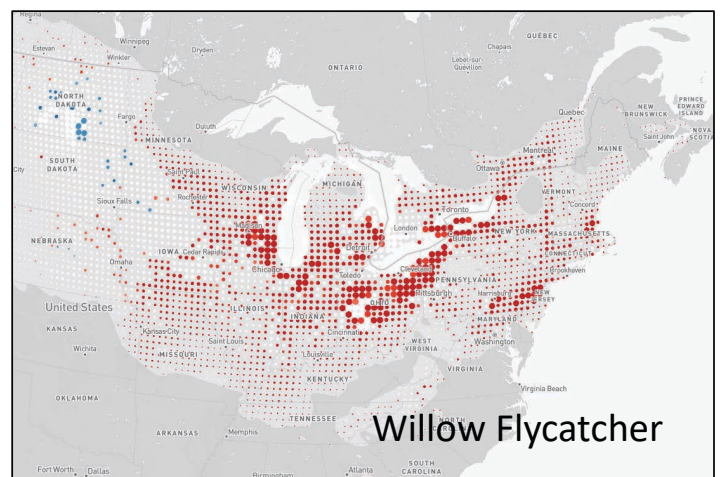 Regina
Estevan
Winnipeg
Winkler
Dryden
ONTARIO
Chapais
QUÉBEC
Lebel-sur-
Quévillon
NORTH
DAKOTA
Fargo
Duluth
Quebec
NEW
BRUNSWICK
PRINCE
EDWARD
ISLAND
Saint John
NOVA
SCOTIA
MINNESOTA
Ottawa
Montreal
MAINE
SOUTH
DAKOTA
City
Saint Paul
WISCONSIN
MICHIGAN
VERMONT
Sioux Falls
Rochester
Toronto
Concord
Madison
London
Buffalo
NEW YORK
MASSACHUSETTS
NEBRASKA
IOWA
Cedar Rapids
Detroit
CONNECTICUT
Omaha
Chicago
Toledo
Cleveland
Brookhaven
PENNSYLVANIA
United States
ILLINOIS
INDIANA
OHIO
Pittsburgh
Harrisburg
NEW
JERSEY
KANSAS
Kansas City
Saint Louis
Cincinnati
MARYLAND
Washington
Wichita
MISSOURI
Louisville
WEST
VIRGINIA
KENTUCKY
VIRGINIA
Virginia Beach
OKLAHOMA
TENNESSEE
NORTH
CAROLINA
Willow Flycatcher
ARKANSAS
Memphis
Fort Worth
Dallas
Birmingham
Atlanta
SOUTH
CAROLINA